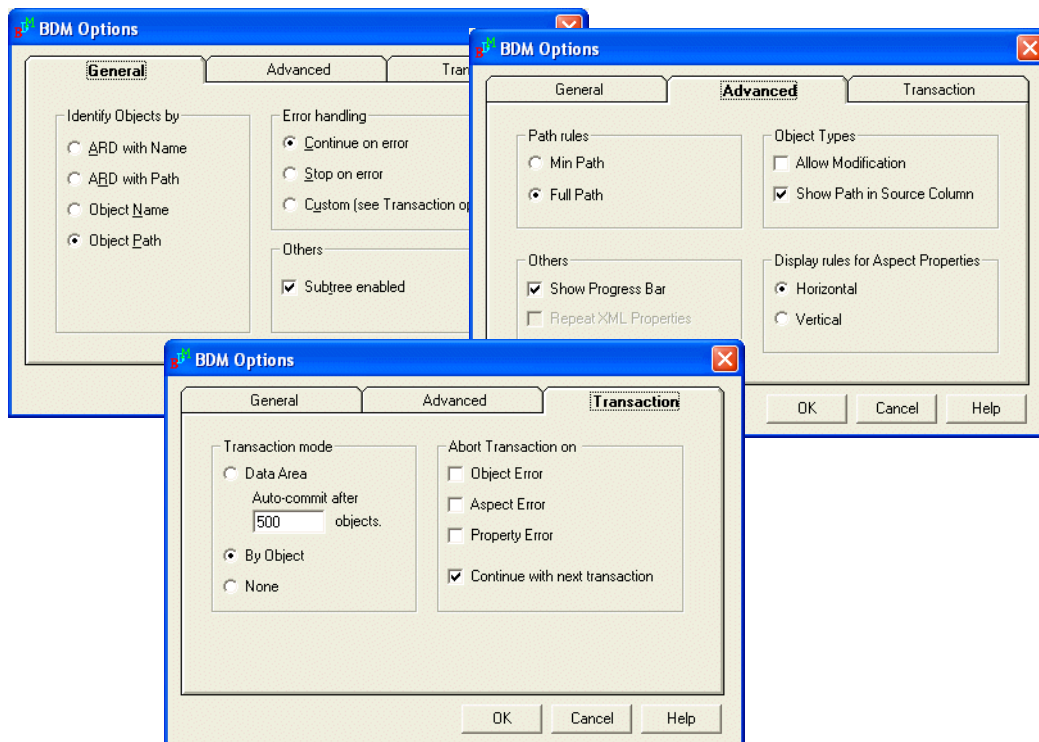 BDM Options
General
Advanced
Identify Objects by
ARD with Name
ARD with Path
Object Name
Object Path
Error handling
Continue on error
Stop on error
Custom (see Transaction
Others
Subtree enabled
BDM Options
General
Advanced
Transaction
Path rules
Min Path
Full Path
Object Types
Allow Modification
Show Path in Source Column
Others
Show Progress Bar
Repeat XML Properties
Display rules for Aspect Properties
Horizontal
Vertical
OK
Cancel
Help
BDM Options
General
Advanced
Transaction
Transaction mode
Data Area
Auto-commit after
500 objects.
By Object
None
Abort Transaction on
Object Error
Aspect Error
Property Error
Continue with next transaction
OK
Cancel
Help